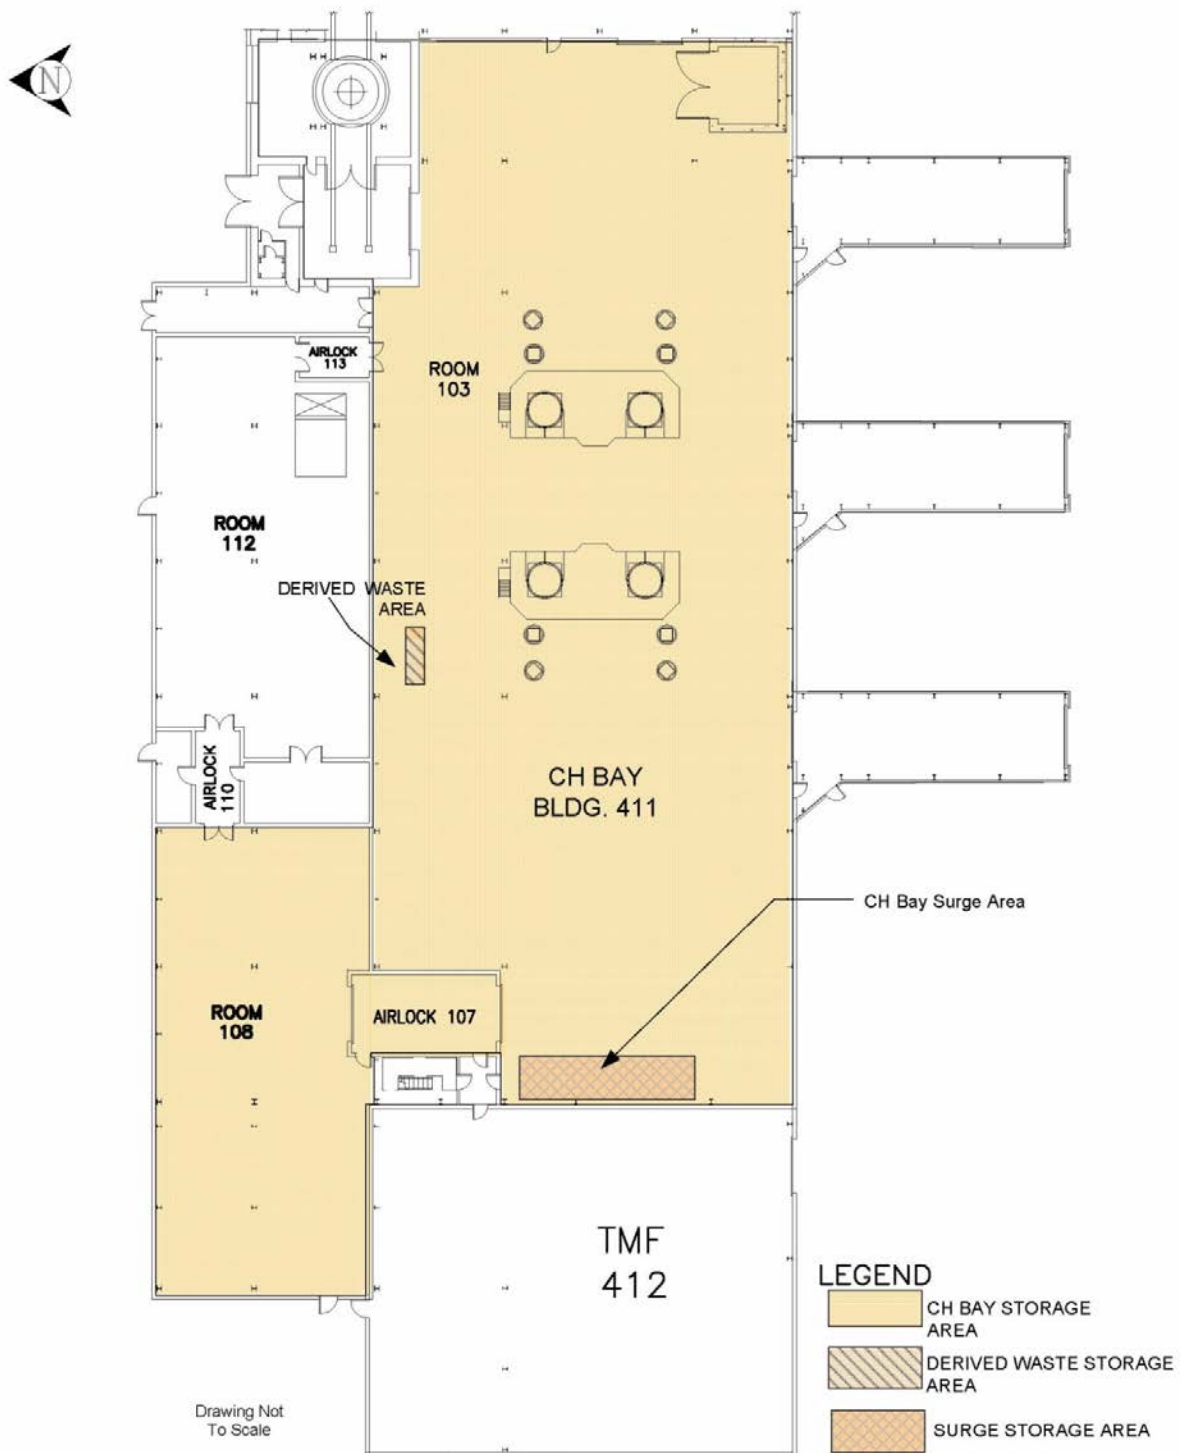 N
AIRLOCK
113
ROOM
103
ROOM
112
DERIVED WASTE
AREA
AIRLOCK
110
CH BAY
BLDG. 411
CH Bay Surge Area
ROOM
108
AIRLOCK 107
TMF
412
LEGEND
CH BAY STORAGE
AREA
DERIVED WASTE STORAGE
AREA
SURGE STORAGE AREA
Drawing Not
To Scale